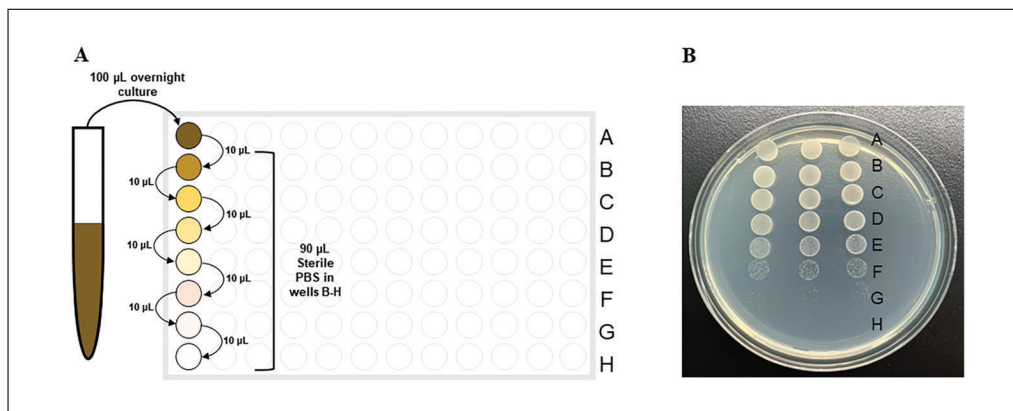 A
100 µL overnight
culture
10 µL
10 µL
10 µL
10 µL
10 µL
10 µL
10 µL
90 µL
Sterile
PBS in
wells B-H
A
B
C
D
E
F
G
H
B
A
B
C
D
E
F
G
H